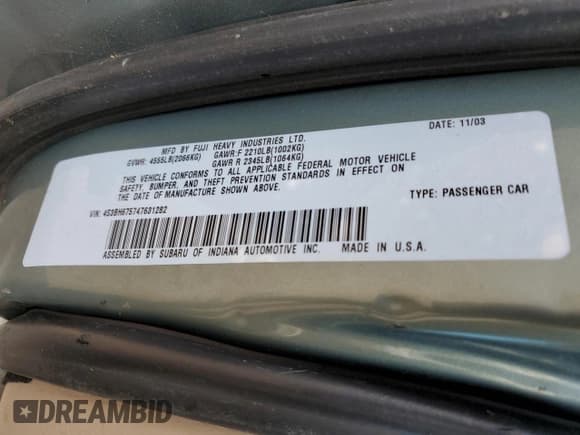 MFD BY FUJI HEAVY INDUSTRIES LTD. DATE: 11/03
GVWR: 4555LB(2066KG) GAWR:F 2210LB(1002KG)
GAWR R 2345LB(1064KG)
THIS VEHICLE CONFORMS TO ALL APPLICABLE FEDERAL MOTOR VEHICLE
SAFETY, BUMPER, AND THEFT PREVENTION STANDARDS IN EFFECT ON
THE DATE OF MANUFACTURE SHOWN ABOVE.
VIN: 4S3BH675747631282 TYPE: PASSENGER CAR
ASSEMBLED BY SUBARU OF INDIANA AUTOMOTIVE INC. MADE IN U.S.A.
DREAMBID